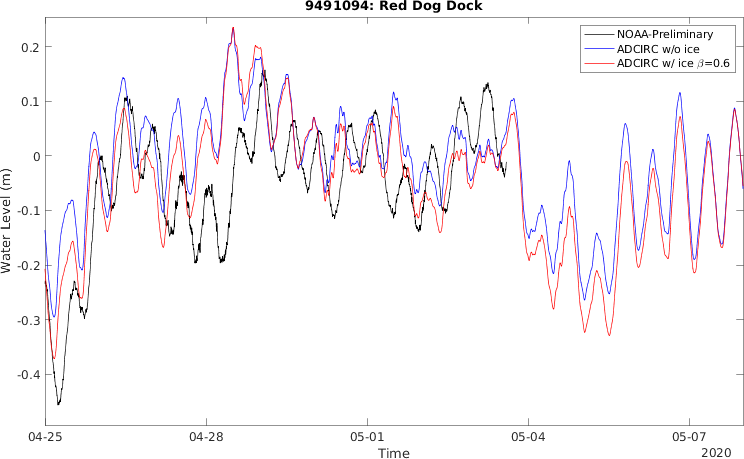 9491094: Red Dog Dock
NOAA-Preliminary
ADCIRC w/o ice
ADCIRC w/ ice β=0.6
Water Level (m)
0.2
0.1
0
-0.1
-0.2
-0.3
-0.4
04-25 04-28 05-01 05-04 05-07
Time
2020